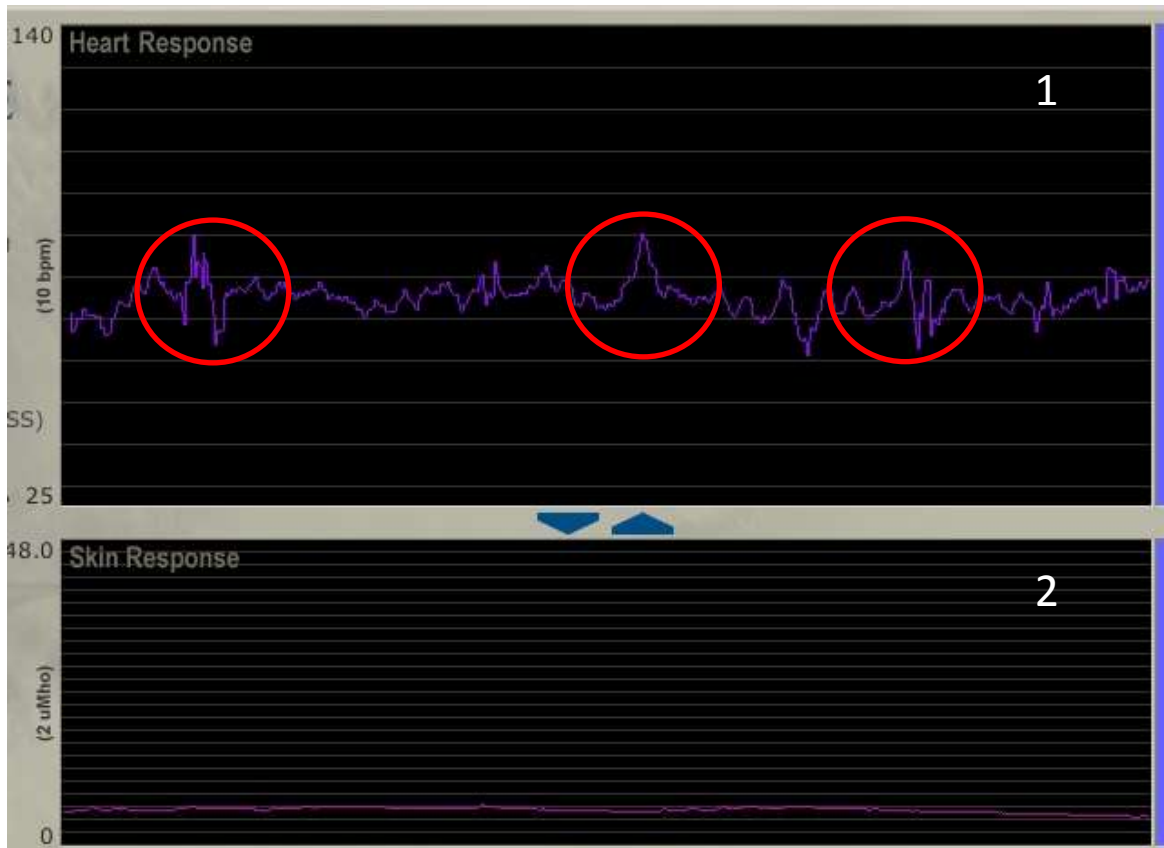 140
Heart Response
1
(10 bpm)
SS)
25
48.0
Skin Response
2
(2 uMho)
0